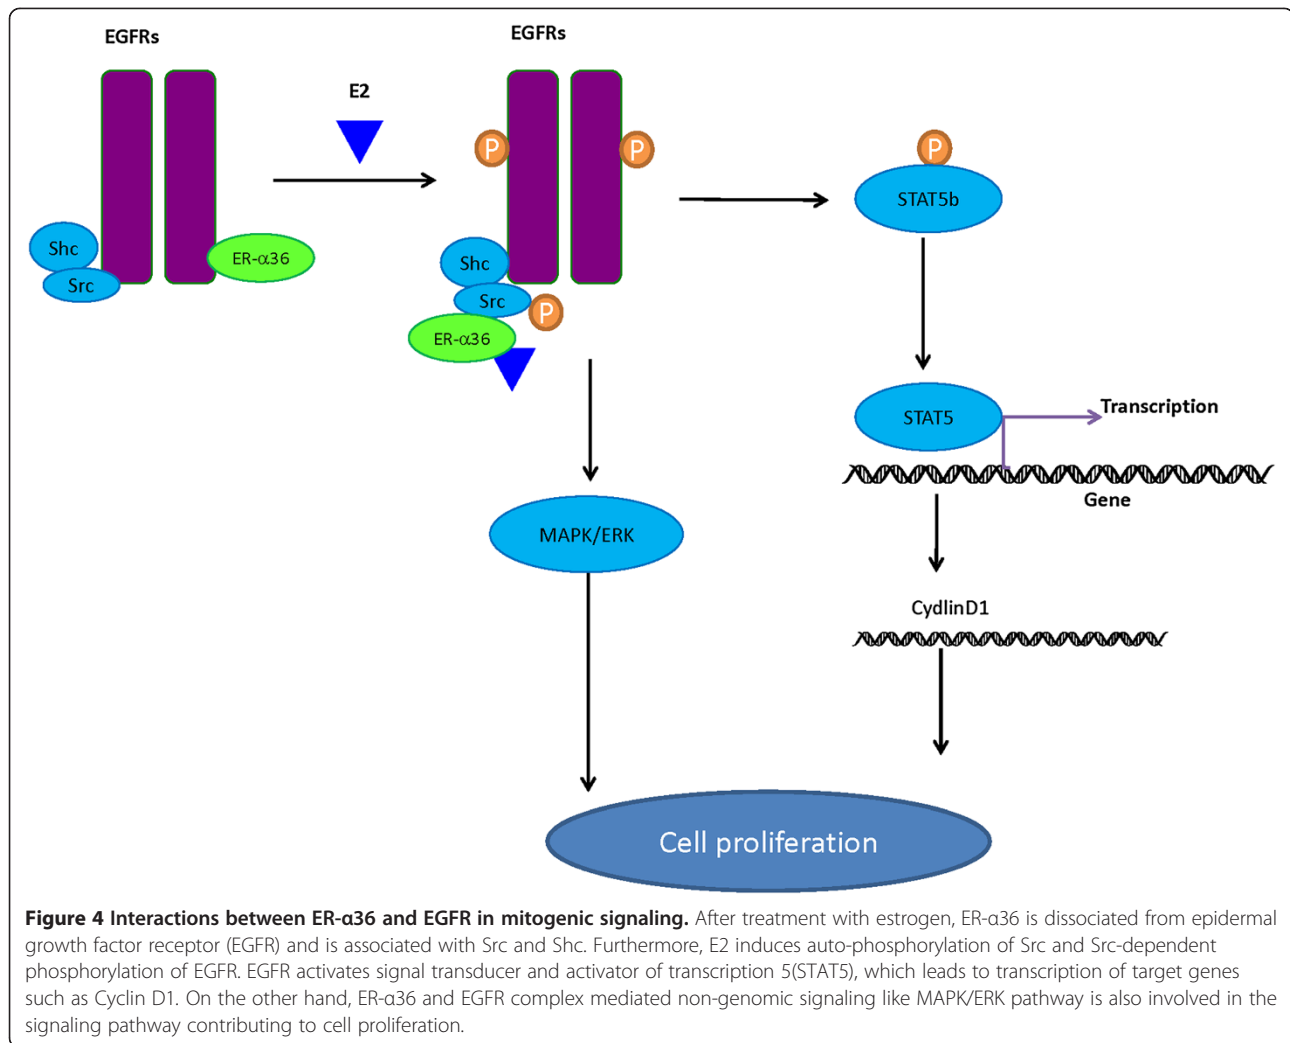 EGFRs
EGFRs
E2
P
P
P
Shc
Src
ER-α36
Shc
Src
P
ER-α36
STAT5b
STAT5
Transcription
Gene
MAPK/ERK
CydlinD1
Cell proliferation
Figure 4 Interactions between ER-α36 and EGFR in mitogenic signaling. After treatment with estrogen, ER-α36 is dissociated from epidermal
growth factor receptor (EGFR) and is associated with Src and Shc. Furthermore, E2 induces auto-phosphorylation of Src and Src-dependent
phosphorylation of EGFR. EGFR activates signal transducer and activator of transcription 5(STAT5), which leads to transcription of target genes
such as Cyclin D1. On the other hand, ER-α36 and EGFR complex mediated non-genomic signaling like MAPK/ERK pathway is also involved in the
signaling pathway contributing to cell proliferation.